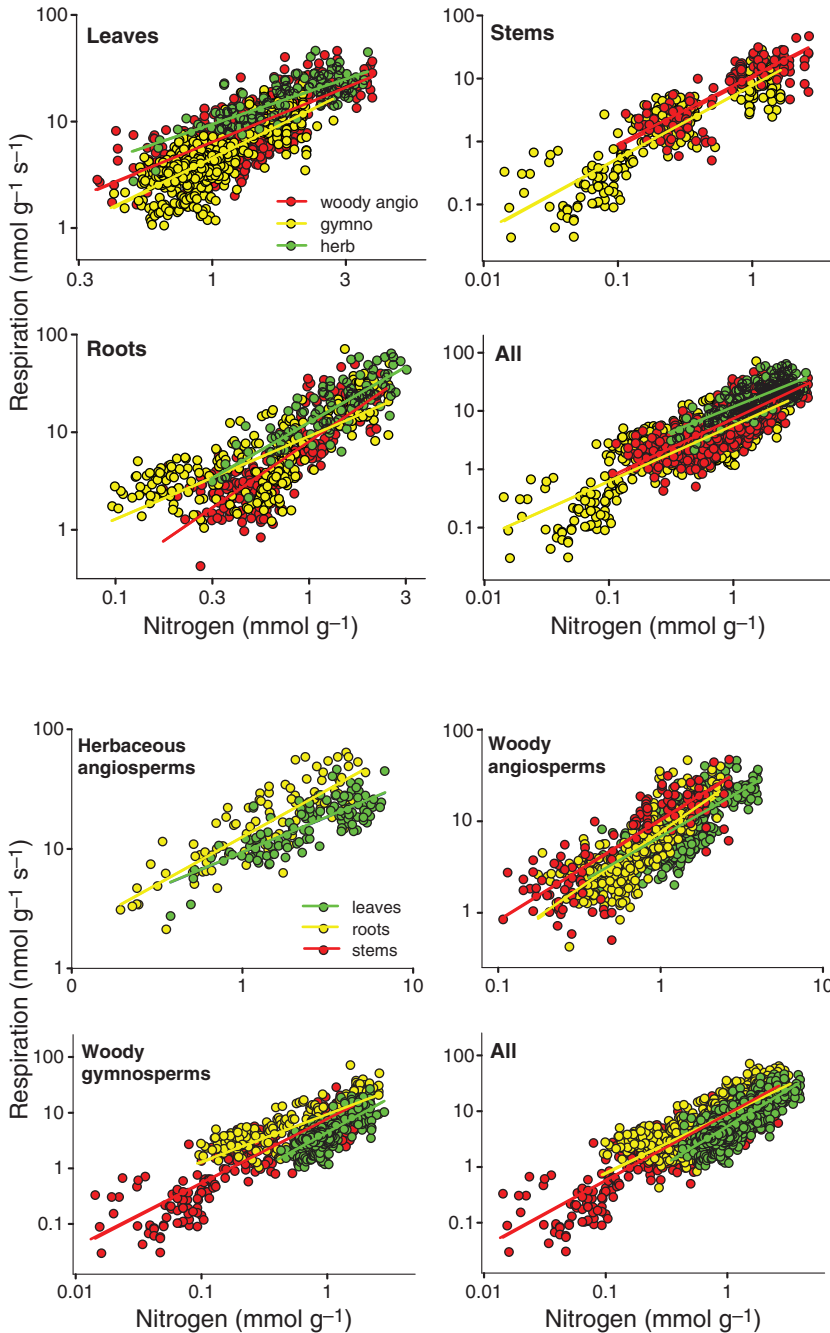 Leaves
100
10
1
0.3
1
3
woody angio
gymno
herb
Stems
100
10
1
0.1
0.01
0.1
1
Roots
100
10
1
0.1
0.3
1
3
Nitrogen (mmol g–1)
All
100
10
1
0.1
0.01
0.1
1
Nitrogen (mmol g–1)
Respiration (nmol g–1 s–1)
Herbaceous
angiosperms
100
10
1
0
1
10
leaves
roots
stems
Woody
angiosperms
100
10
1
0.1
1
10
Woody
gymnosperms
100
10
1
0.1
0.01
0.1
1
Nitrogen (mmol g–1)
All
100
10
1
0.1
0.01
0.1
1
Nitrogen (mmol g–1)
Respiration (nmol g–1 s–1)